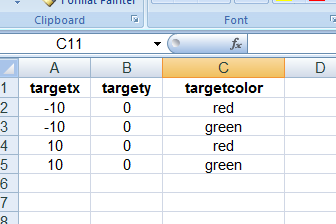 Format Painter
Clipboard Font
C11 fx
A B C D
1 targetx targety targetcolor
2 -10 0 red
3 -10 0 green
4 10 0 red
5 10 0 green
6
7
8